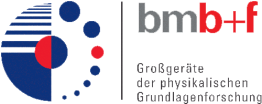 bmb+f
Großgeräte
der physikalischen
Grundlagenforschung